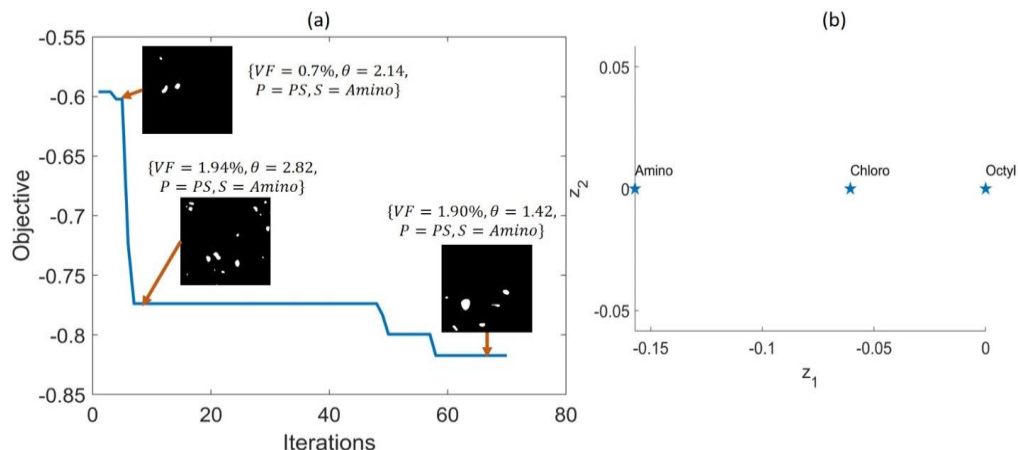 (a)
-0.55
-0.6
-0.65
-0.7
-0.75
-0.8
-0.85
Objective
0
20
40
60
80
Iterations
{VF = 0.7%, θ = 2.14,
P = PS, S = Amino}
{VF = 1.94%, θ = 2.82,
P = PS, S = Amino}
{VF = 1.90%, θ = 1.42,
P = PS, S = Amino}
(b)
0.05
0
-0.05
z2
Amino
Chloro
Octyl
-0.15
-0.1
-0.05
0
z1